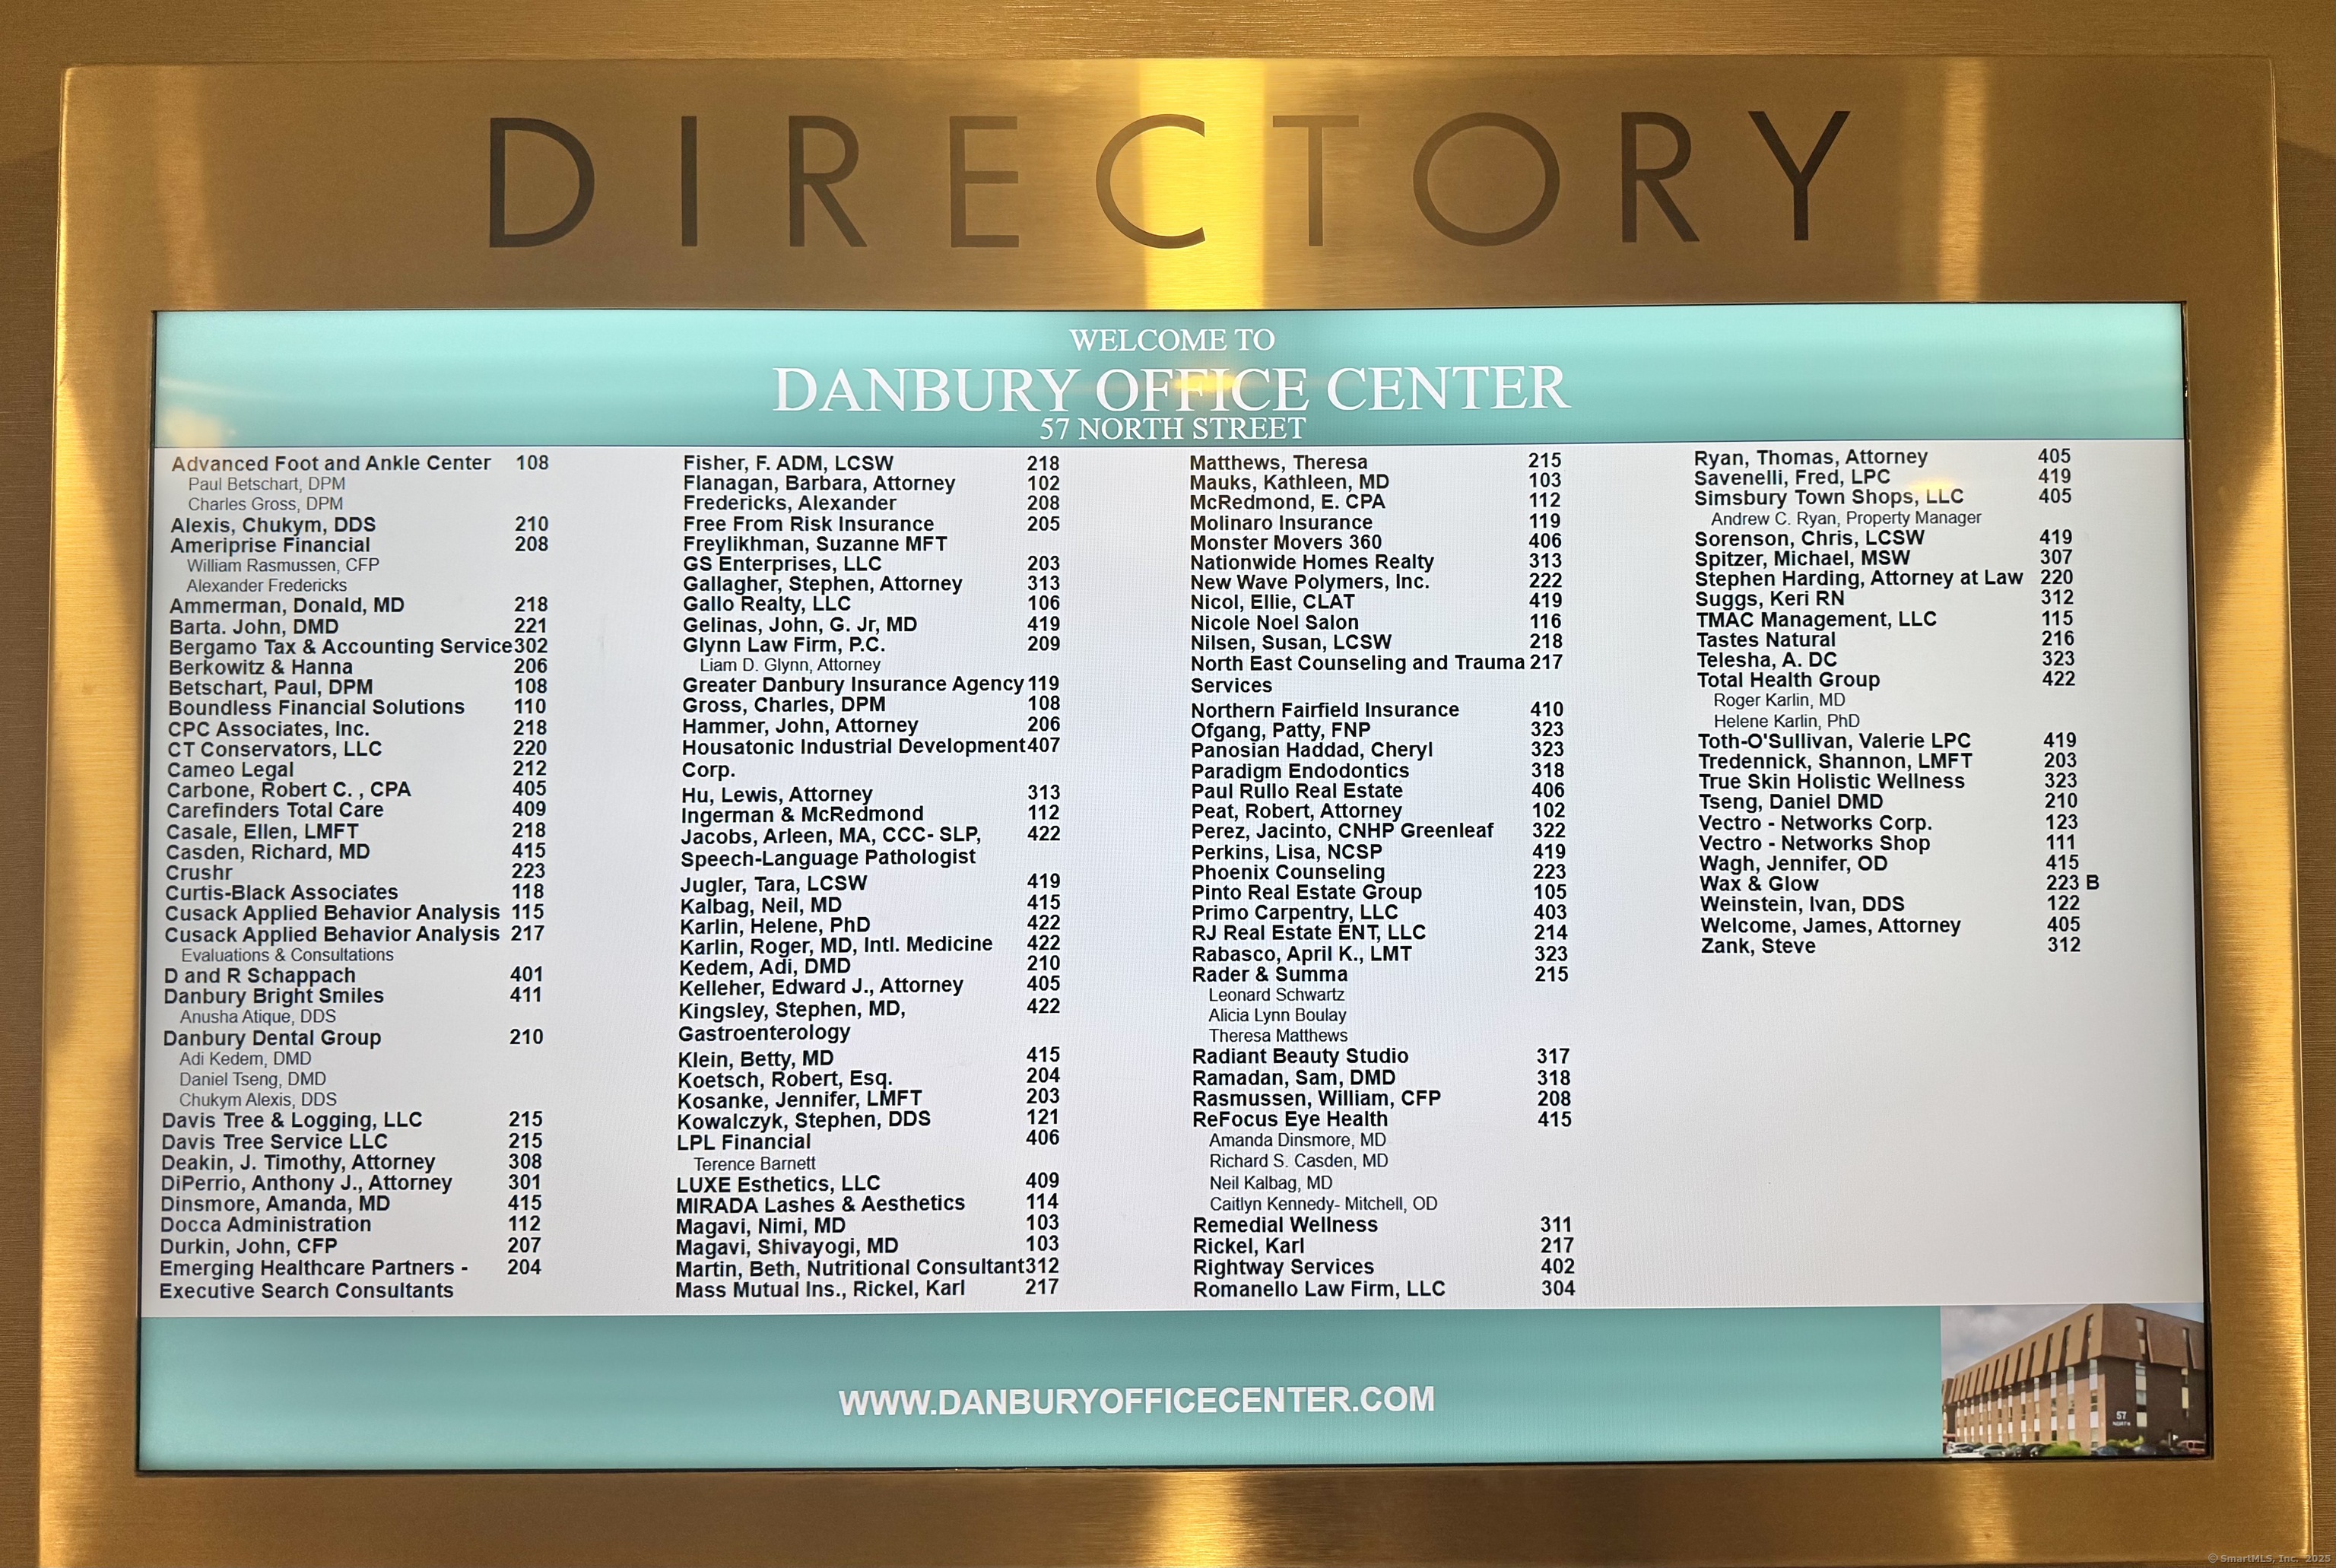 DIRECTORY
WELCOME TO
DANBURY OFFICE CENTER
57 NORTH STREET
Advanced Foot and Ankle Center 108
Paul Betschart, DPM
Charles Gross, DPM
Alexis, Chukym, DDS 210
Ameriprise Financial 208
William Rasmussen, CFP
Alexander Fredericks
Ammerman, Donald, MD 218
Barta. John, DMD 221
Bergamo Tax & Accounting Service 302
Berkowitz & Hanna 206
Betschart, Paul, DPM 108
Boundless Financial Solutions 110
CPC Associates, Inc. 218
CT Conservators, LLC 220
Cameo Legal 212
Carbone, Robert C. , CPA 405
Carefinders Total Care 409
Casale, Ellen, LMFT 218
Casden, Richard, MD 415
Crushr 223
Curtis-Black Associates 118
Cusack Applied Behavior Analysis 115
Cusack Applied Behavior Analysis 217
Evaluations & Consultations
D and R Schappach 401
Danbury Bright Smiles 411
Anusha Atique, DDS
Danbury Dental Group 210
Adi Kedem, DMD
Daniel Tseng, DMD
Chukym Alexis, DDS
Davis Tree & Logging, LLC 215
Davis Tree Service LLC 215
Deakin, J. Timothy, Attorney 308
DiPerrio, Anthony J., Attorney 301
Dinsmore, Amanda, MD 415
Docca Administration 112
Durkin, John, CFP 207
Emerging Healthcare Partners - 204
Executive Search Consultants
Fisher, F. ADM, LCSW 218
Flanagan, Barbara, Attorney 102
Fredericks, Alexander 208
Free From Risk Insurance 205
Freylikhman, Suzanne MFT
GS Enterprises, LLC 203
Gallagher, Stephen, Attorney 313
Gallo Realty, LLC 106
Gelinas, John, G. Jr, MD 419
Glynn Law Firm, P.C. 209
Liam D. Glynn, Attorney
Greater Danbury Insurance Agency 119
Gross, Charles, DPM 108
Hammer, John, Attorney 206
Housatonic Industrial Development 407
Corp.
Hu, Lewis, Attorney 313
Ingerman & McRedmond 112
Jacobs, Arleen, MA, CCC- SLP, 422
Speech-Language Pathologist
Jugler, Tara, LCSW 419
Kalbag, Neil, MD 415
Karlin, Helene, PhD 422
Karlin, Roger, MD, Intl. Medicine 422
Kedem, Adi, DMD 210
Kelleher, Edward J., Attorney 405
Kingsley, Stephen, MD, 422
Gastroenterology
Klein, Betty, MD 415
Koetsch, Robert, Esq. 204
Kosanke, Jennifer, LMFT 203
Kowalczyk, Stephen, DDS 121
LPL Financial 406
Terence Barnett
LUXE Esthetics, LLC 409
MIRADA Lashes & Aesthetics 114
Magavi, Nimi, MD 103
Magavi, Shivayogi, MD 103
Martin, Beth, Nutritional Consultant 312
Mass Mutual Ins., Rickel, Karl 217
Matthews, Theresa 215
Mauks, Kathleen, MD 103
McRedmond, E. CPA 112
Molinaro Insurance 119
Monster Movers 360 406
Nationwide Homes Realty 313
New Wave Polymers, Inc. 222
Nicol, Ellie, CLAT 419
Nicole Noel Salon 116
Nilsen, Susan, LCSW 218
North East Counseling and Trauma 217
Services
Northern Fairfield Insurance 410
Ofgang, Patty, FNP 323
Panosian Haddad, Cheryl 323
Paradigm Endodontics 318
Paul Rullo Real Estate 406
Peat, Robert, Attorney 102
Perez, Jacinto, CNHP Greenleaf 322
Perkins, Lisa, NCSP 419
Phoenix Counseling 223
Pinto Real Estate Group 105
Primo Carpentry, LLC 403
RJ Real Estate ENT, LLC 214
Rabasco, April K., LMT 323
Rader & Summa 215
Leonard Schwartz
Alicia Lynn Boulay
Theresa Matthews
Radiant Beauty Studio 317
Ramadan, Sam, DMD 318
Rasmussen, William, CFP 208
ReFocus Eye Health 415
Amanda Dinsmore, MD
Richard S. Casden, MD
Neil Kalbag, MD
Caitlyn Kennedy- Mitchell, OD
Remedial Wellness 311
Rickel, Karl 217
Rightway Services 402
Romanello Law Firm, LLC 304
Ryan, Thomas, Attorney 405
Savenelli, Fred, LPC 419
Simsbury Town Shops, LLC 405
Andrew C. Ryan, Property Manager
Sorenson, Chris, LCSW 419
Spitzer, Michael, MSW 307
Stephen Harding, Attorney at Law 220
Suggs, Keri RN 312
TMAC Management, LLC 115
Tastes Natural 216
Telesha, A. DC 323
Total Health Group 422
Roger Karlin, MD
Helene Karlin, PhD
Toth-O'Sullivan, Valerie LPC 419
Tredennick, Shannon, LMFT 203
True Skin Holistic Wellness 323
Tseng, Daniel DMD 210
Vectro - Networks Corp. 123
Vectro - Networks Shop 111
Wagh, Jennifer, OD 415
Wax & Glow 223 B
Weinstein, Ivan, DDS 122
Welcome, James, Attorney 405
Zank, Steve 312
WWW.DANBURYOFFICECENTER.COM
57
NORTH
© SmartMLS, Inc. 2025